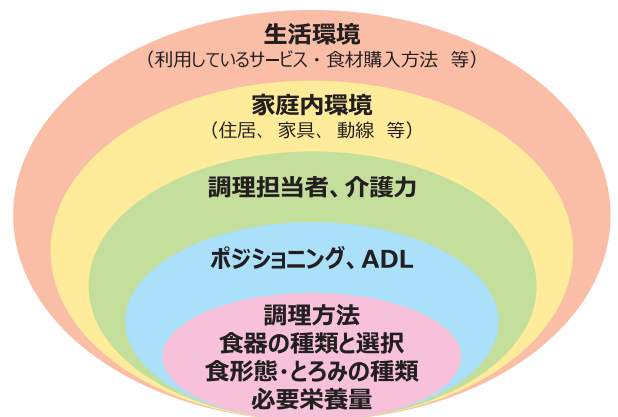 生活環境
（利用しているサービス・食材購入方法 等）
家庭内環境
（住居、家具、動線 等）
調理担当者、介護力
ポジショニング、ADL
調理方法
食器の種類と選択
食形態・とろみの種類
必要栄養量